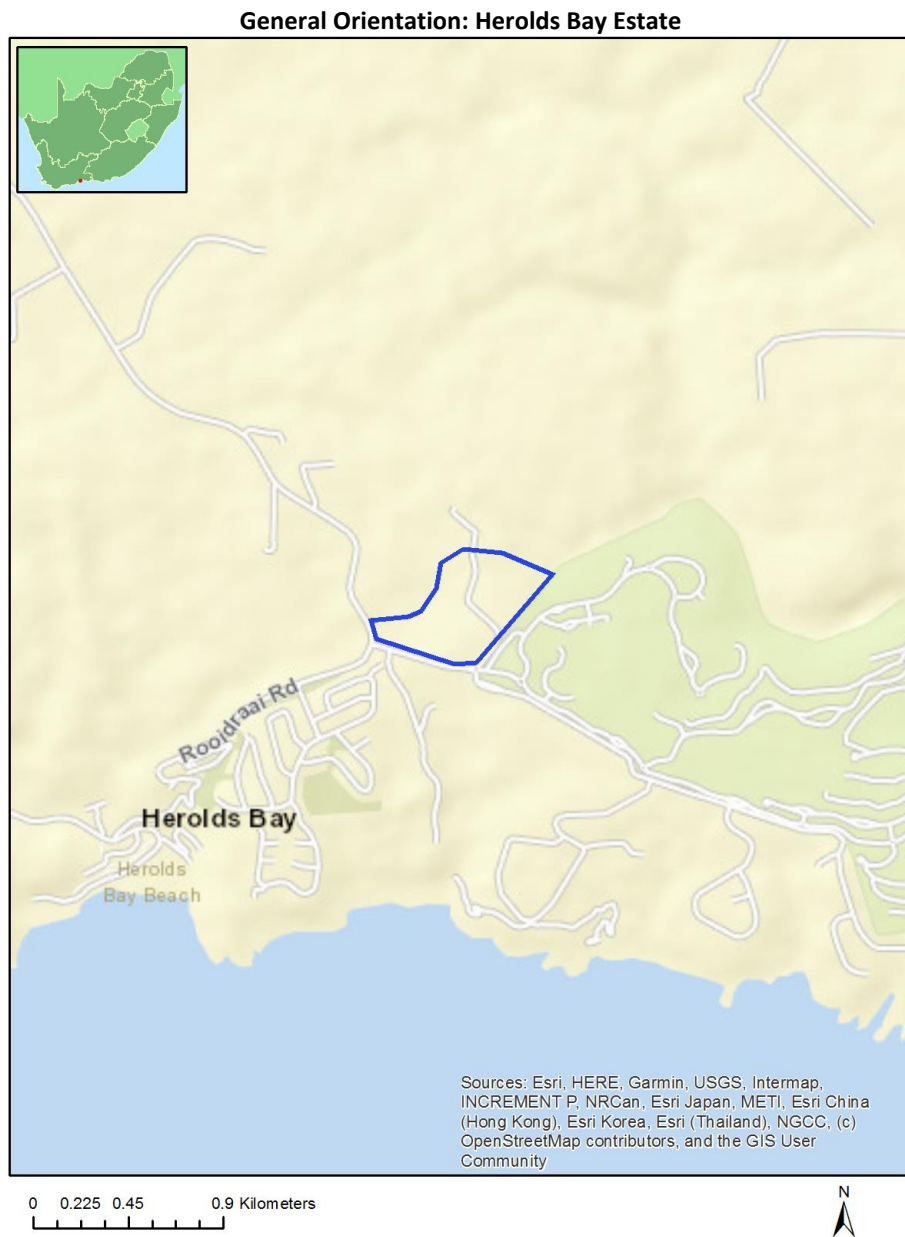 General Orientation: Herolds Bay Estate
Rooidraai Rd
Herolds Bay
Herolds
Bay Beach
Sources: Esri, HERE, Garmin, USGS, Intermap,
INCREMENT P, NRCan, Esri Japan, METI, Esri China
(Hong Kong), Esri Korea, Esri (Thailand), NGCC, (c)
OpenStreetMap contributors, and the GIS User
Community
0 0.225 0.45 0.9 Kilometers
N